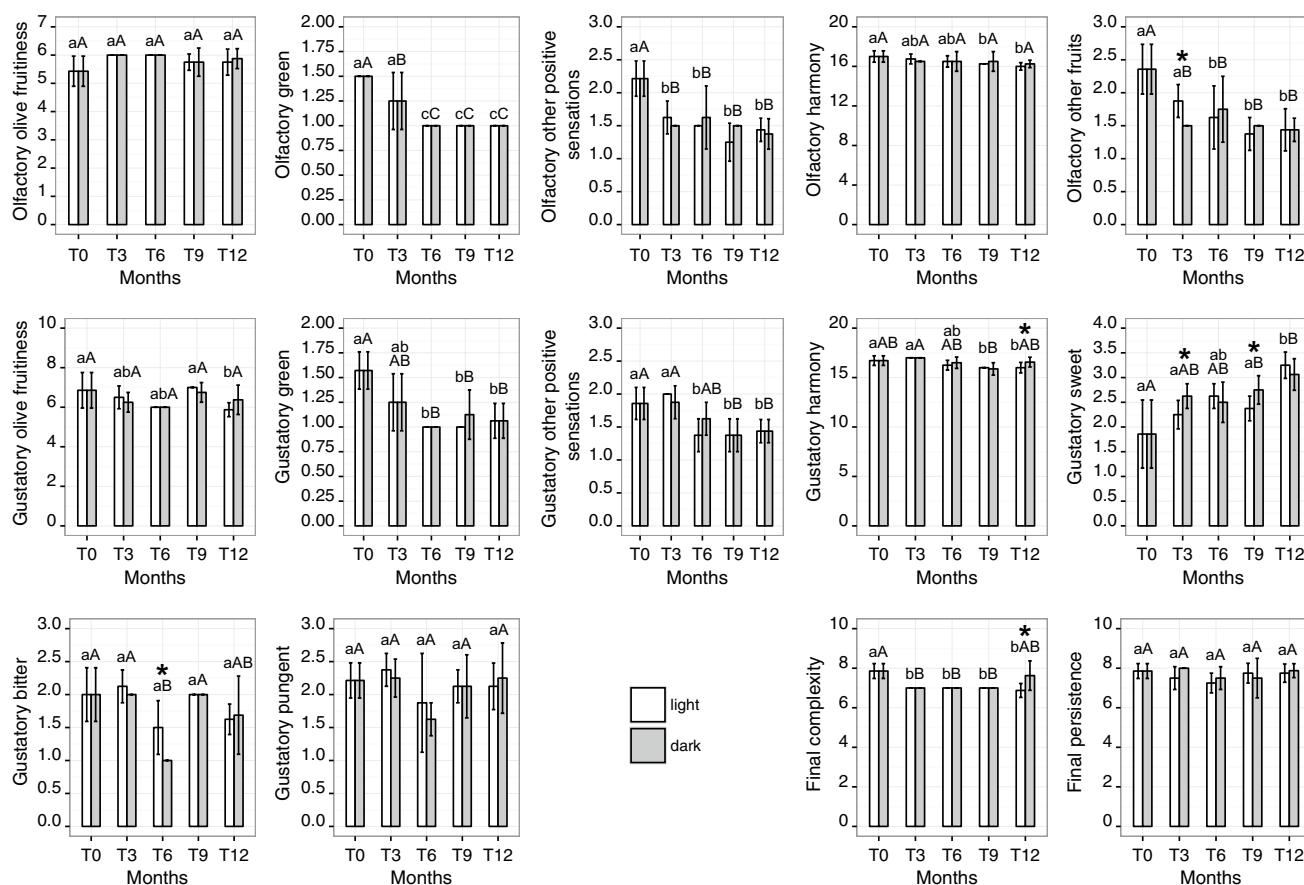 Olfactory olive fruitiness
7
6
5
4
3
2
1
0
aA aA aA aA aA
T0 T3 T6 T9 T12
Months
Olfactory green
2.00
1.75
1.50
1.25
1.00
0.75
0.50
0.25
0.00
aA aB cC cC cC
T0 T3 T6 T9 T12
Months
Olfactory other positive
sensations
3.0
2.5
2.0
1.5
1.0
0.5
0.0
aA bB bB bB bB
T0 T3 T6 T9 T12
Months
Olfactory harmony
20
16
12
8
4
0
aA abA abA bA bA
T0 T3 T6 T9 T12
Months
Olfactory other fruits
3.0
2.5
2.0
1.5
1.0
0.5
0.0
*
aA aB bB bB bB
T0 T3 T6 T9 T12
Months
Gustatory olive fruitiness
10
8
6
4
2
0
aA abA abA aA bA
T0 T3 T6 T9 T12
Months
Gustatory green
2.00
1.75
1.50
1.25
1.00
0.75
0.50
0.25
0.00
aA ab
AB bB bB bB
T0 T3 T6 T9 T12
Months
Gustatory other positive
sensations
3.0
2.5
2.0
1.5
1.0
0.5
0.0
aA aA bAB bB bB
T0 T3 T6 T9 T12
Months
Gustatory harmony
20
15
10
5
0
*
aAB aA ab
AB bB bAB
T0 T3 T6 T9 T12
Months
Gustatory sweet
4.0
3.5
3.0
2.5
2.0
1.5
1.0
0.5
0.0
* *
aA aAB ab
AB aB bB
T0 T3 T6 T9 T12
Months
Gustatory bitter
3.0
2.5
2.0
1.5
1.0
0.5
0.0
*
aA aA aB aA aAB
T0 T3 T6 T9 T12
Months
Gustatory pungent
3.0
2.5
2.0
1.5
1.0
0.5
0.0
aA aA aA aA aA
T0 T3 T6 T9 T12
Months
light
dark
Final complexity
10
8
6
4
2
0
*
aA bB bB bB bAB
T0 T3 T6 T9 T12
Months
Final persistence
10
8
6
4
2
0
aA aA aA aA aA
T0 T3 T6 T9 T12
Months